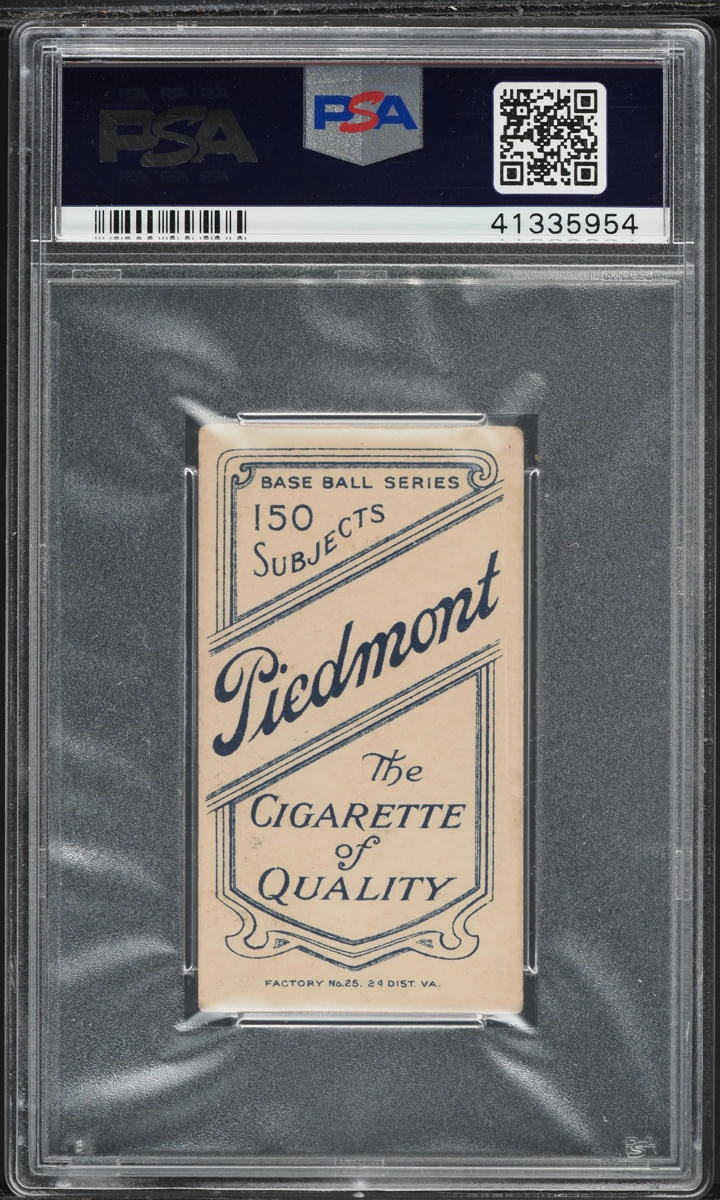 PSA
PSA
41335954
BASE BALL SERIES
150
SUBJECTS
Piedmont
The
CIGARETTE
of
QUALITY
FACTORY No.25. 2d DIST. VA.
PSA